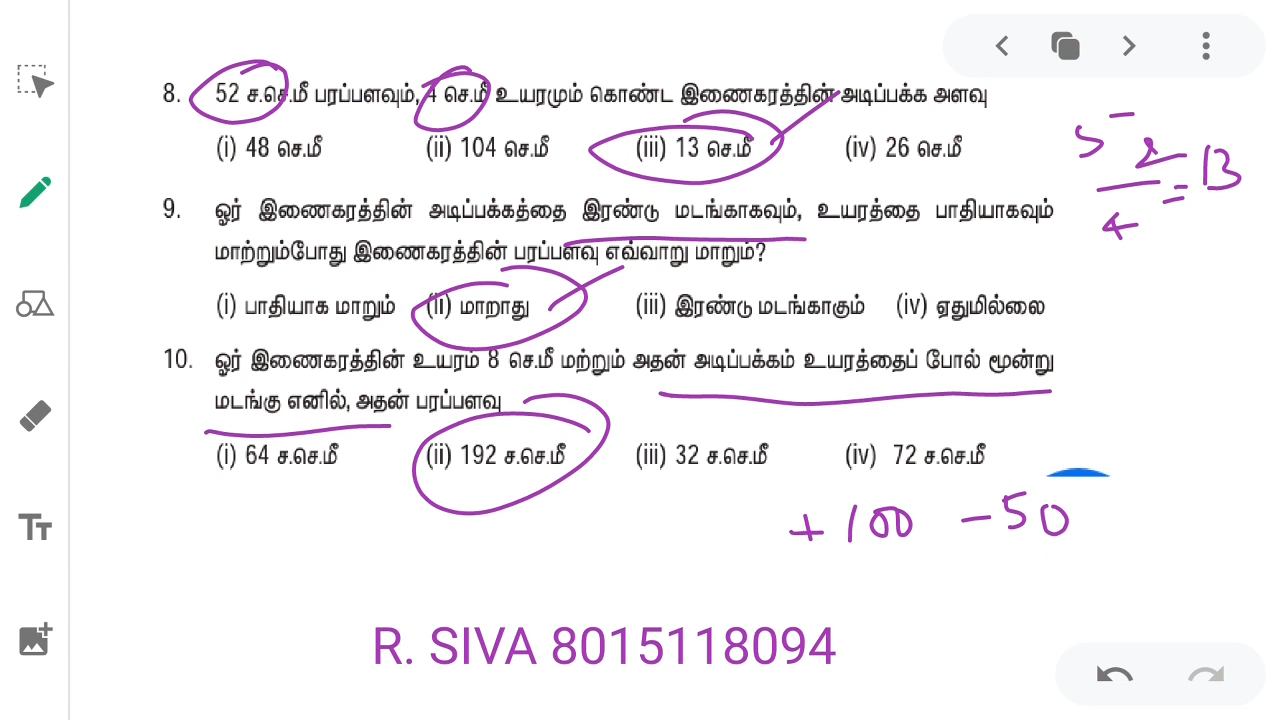 8. 52 ச.செ.மீ பரப்பளவும், 4 செ.மீ உயரமும் கொண்ட இணைகரத்தின் அடிப்பக்க அளவு
(i) 48 செ.மீ (ii) 104 செ.மீ (iii) 13 செ.மீ (iv) 26 செ.மீ
52
4 = 13
9. ஓர் இணைகரத்தின் அடிப்பக்கத்தை இரண்டு மடங்காகவும், உயரத்தை பாதியாகவும்
மாற்றும்போது இணைகரத்தின் பரப்பளவு எவ்வாறு மாறும்?
(i) பாதியாக மாறும் (ii) மாறாது (iii) இரண்டு மடங்காகும் (iv) ஏதுமில்லை
10. ஓர் இணைகரத்தின் உயரம் 8 செ.மீ மற்றும் அதன் அடிப்பக்கம் உயரத்தைப் போல் மூன்று
மடங்கு எனில், அதன் பரப்பளவு
(i) 64 ச.செ.மீ (ii) 192 ச.செ.மீ (iii) 32 ச.செ.மீ (iv) 72 ச.செ.மீ
+100 -50
R. SIVA 8015118094
Tт